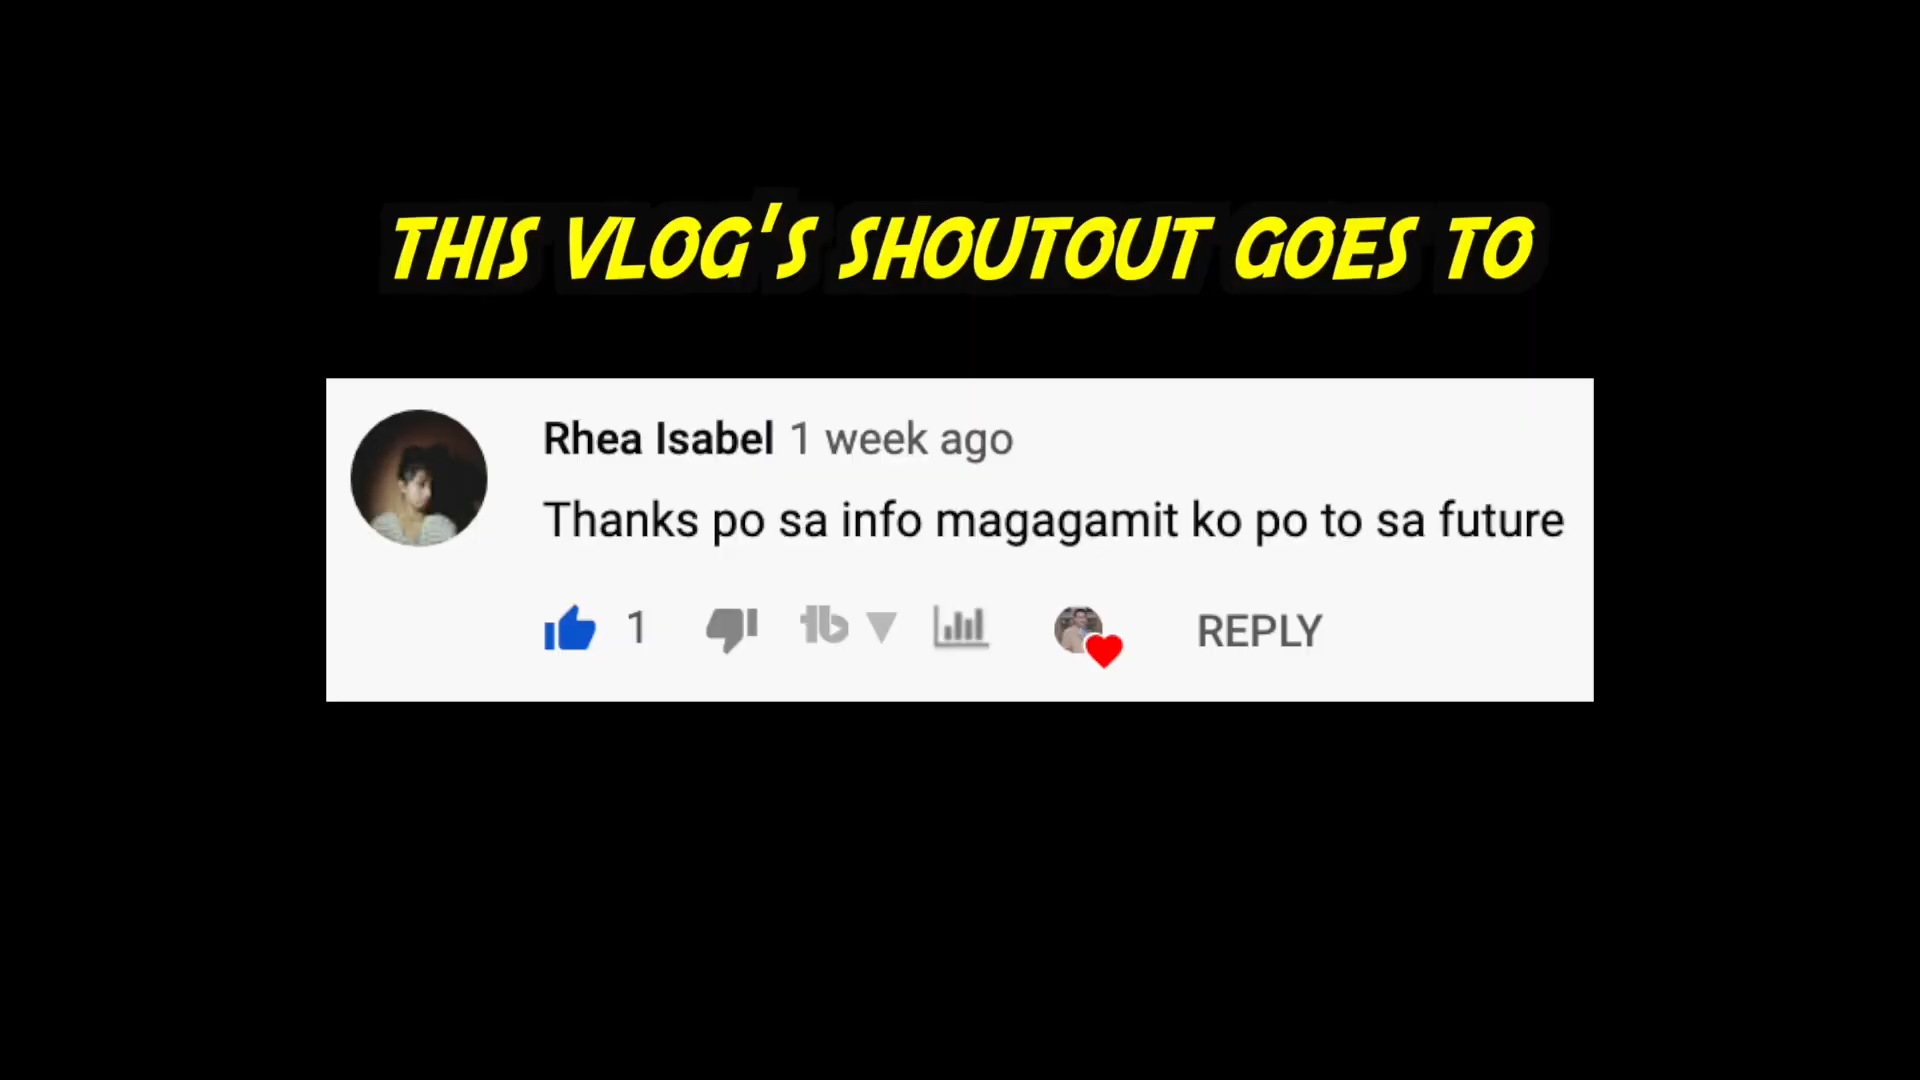 THIS VLOG'S SHOUTOUT GOES TO
Rhea Isabel 1 week ago
Thanks po sa info magagamit ko po to sa future
1 tb REPLY